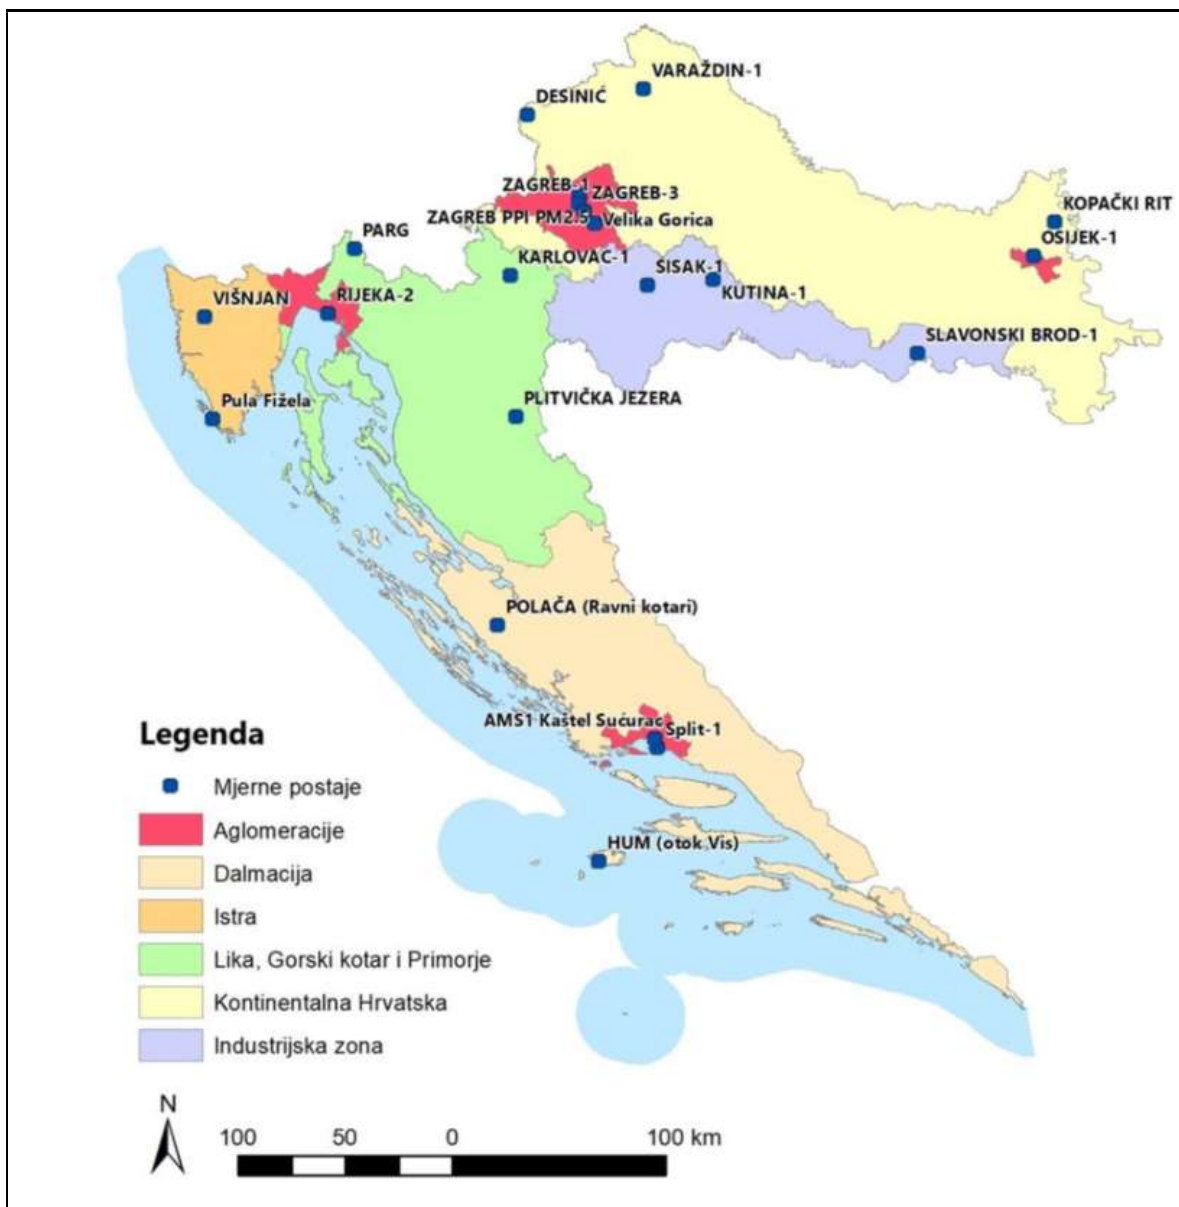 VARAŽDIN-1
DESINIĆ
ZAGREB-1
ZAGREB-3
KOPAČKI RIT
ZAGREB PPI PM2.5
Velika Gorica
PARG
OSIJEK-1
KARLOVAC-1
SISAK-1
KUTINA-1
VIŠNJAN
RIJEKA-2
SLAVONSKI BROD-1
Pula Fižela
PLITVIČKA JEZERA
POLAČA (Ravni kotari)
AMS1 Kaštel Sućurac
Split-1
HUM (otok Vis)
Legenda
Mjerne postaje
Aglomeracije
Dalmacija
Istra
Lika, Gorski kotar i Primorje
Kontinentalna Hrvatska
Industrijska zona
N
100 50 0 100 km